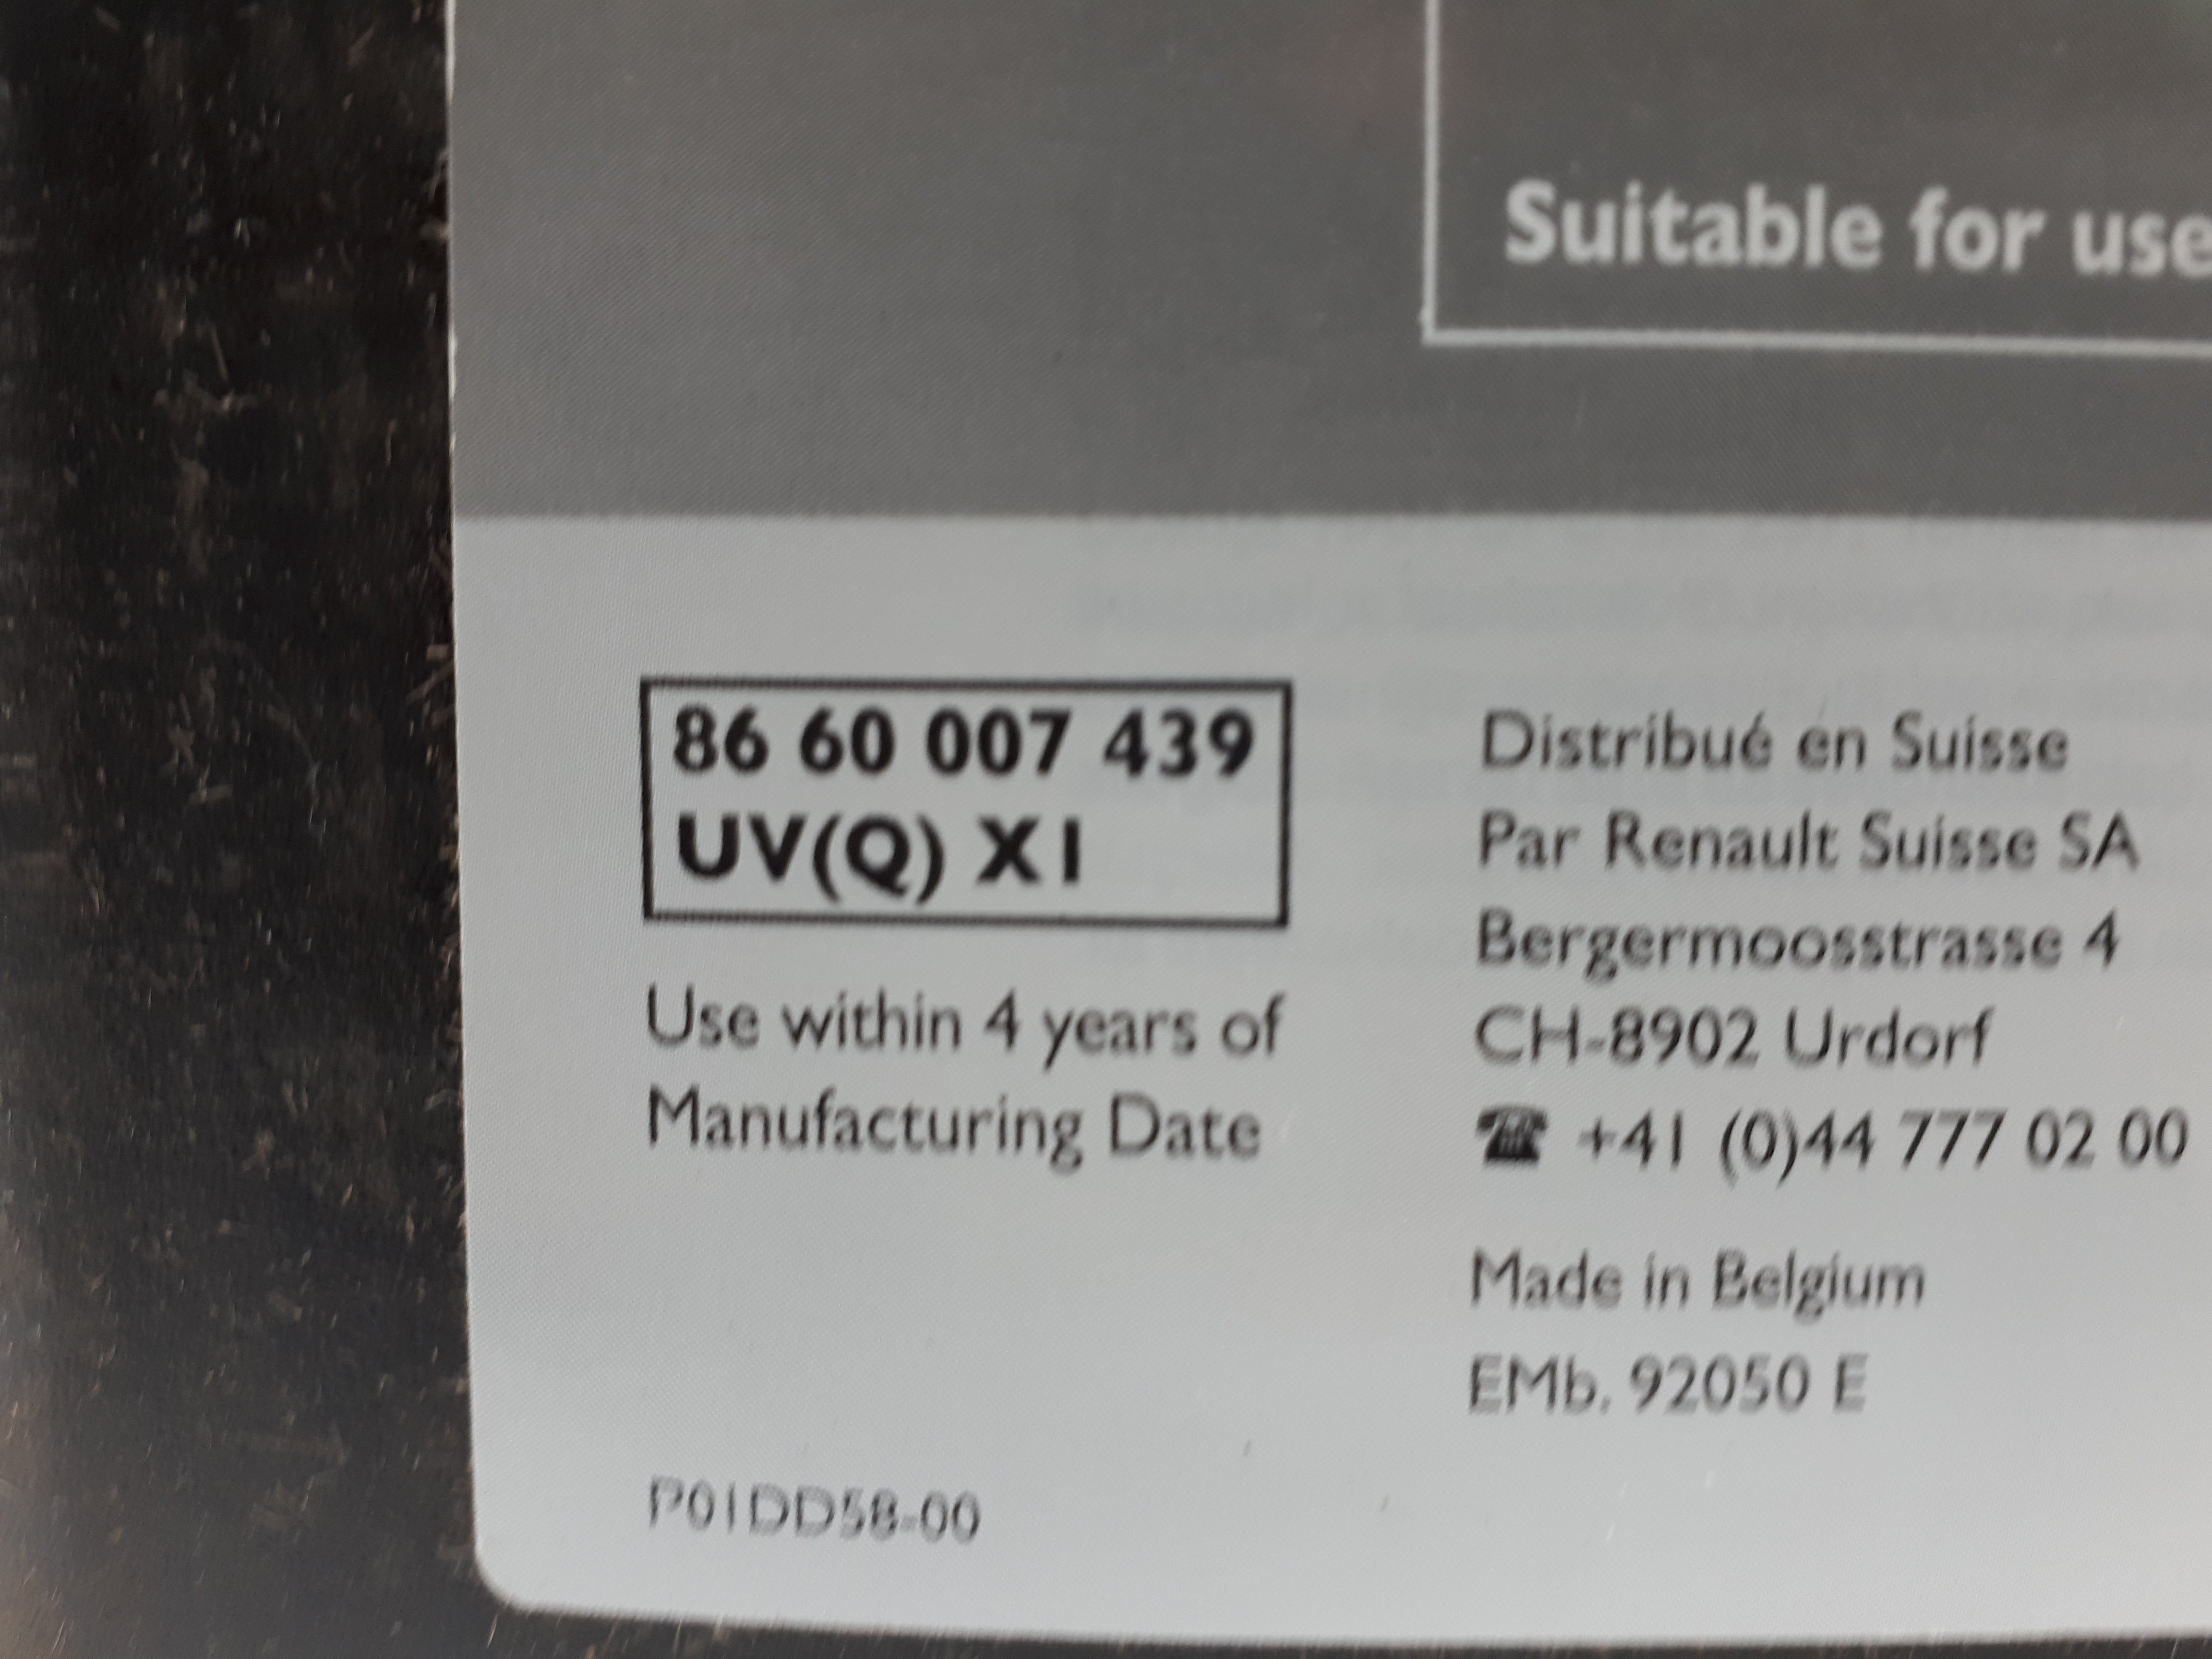 Suitable for use
86 60 007 439
UV(Q) X1
Use within 4 years of
Manufacturing Date
P01DD58-00
Distribué en Suisse
Par Renault Suisse SA
Bergermoosstrasse 4
CH-8902 Urdorf
☎ +41 (0)44 777 02 00
Made in Belgium
EMb. 92050 E